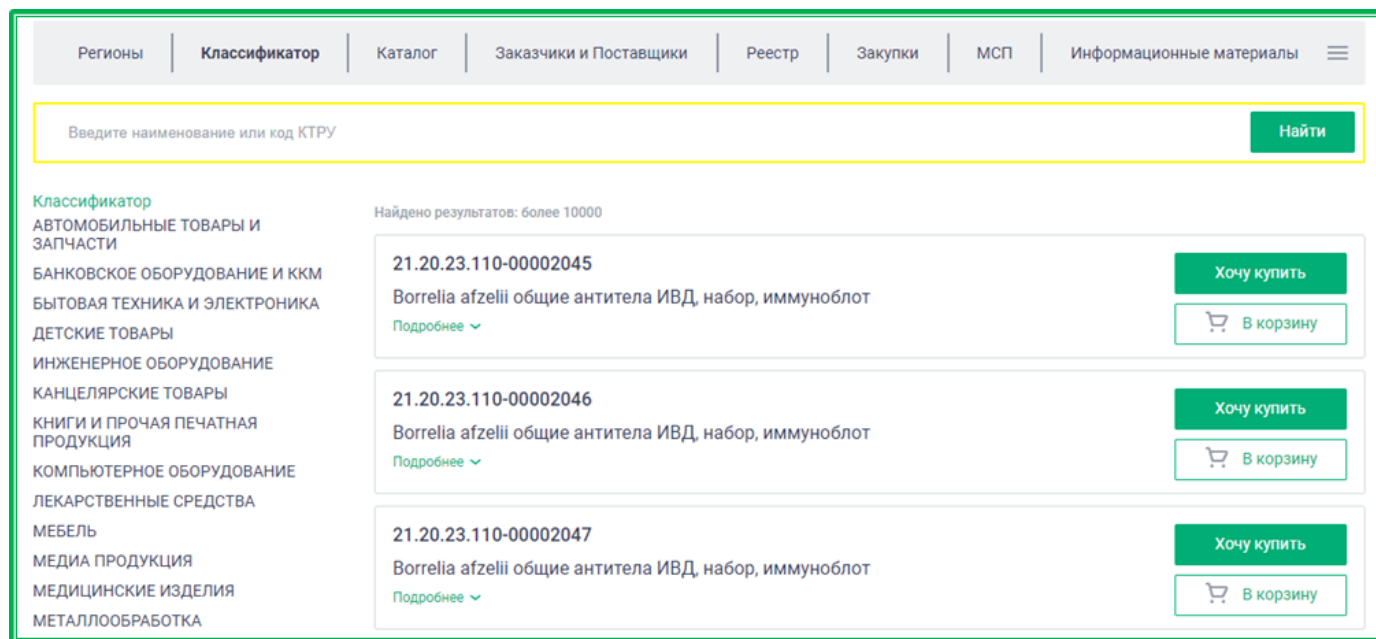 Регионы
Классификатор
Каталог
Заказчики и Поставщики
Реестр
Закупки
МСП
Информационные материалы
Введите наименование или код КТРУ
Найти
Классификатор
АВТОМОБИЛЬНЫЕ ТОВАРЫ И
ЗАПЧАСТИ
БАНКОВСКОЕ ОБОРУДОВАНИЕ И ККМ
БЫТОВАЯ ТЕХНИКА И ЭЛЕКТРОНИКА
ДЕТСКИЕ ТОВАРЫ
ИНЖЕНЕРНОЕ ОБОРУДОВАНИЕ
КАНЦЕЛЯРСКИЕ ТОВАРЫ
КНИГИ И ПРОЧАЯ ПЕЧАТНАЯ
ПРОДУКЦИЯ
КОМПЬЮТЕРНОЕ ОБОРУДОВАНИЕ
ЛЕКАРСТВЕННЫЕ СРЕДСТВА
МЕБЕЛЬ
МЕДИА ПРОДУКЦИЯ
МЕДИЦИНСКИЕ ИЗДЕЛИЯ
МЕТАЛЛООБРАБОТКА
Найдено результатов: более 10000
21.20.23.110-00002045
Borrelia afzelii общие антитела ИВД, набор, иммуноблот
Подробнее
Хочу купить
В корзину
21.20.23.110-00002046
Borrelia afzelii общие антитела ИВД, набор, иммуноблот
Подробнее
Хочу купить
В корзину
21.20.23.110-00002047
Borrelia afzelii общие антитела ИВД, набор, иммуноблот
Подробнее
Хочу купить
В корзину